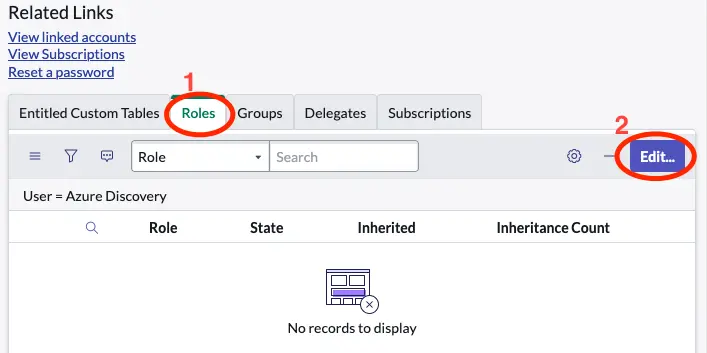 Related Links
View linked accounts
View Subscriptions
Reset a password
1
Entitled Custom Tables Roles Groups Delegates Subscriptions
2
Role Search Edit...
User = Azure Discovery
Role State Inherited Inheritance Count
No records to display